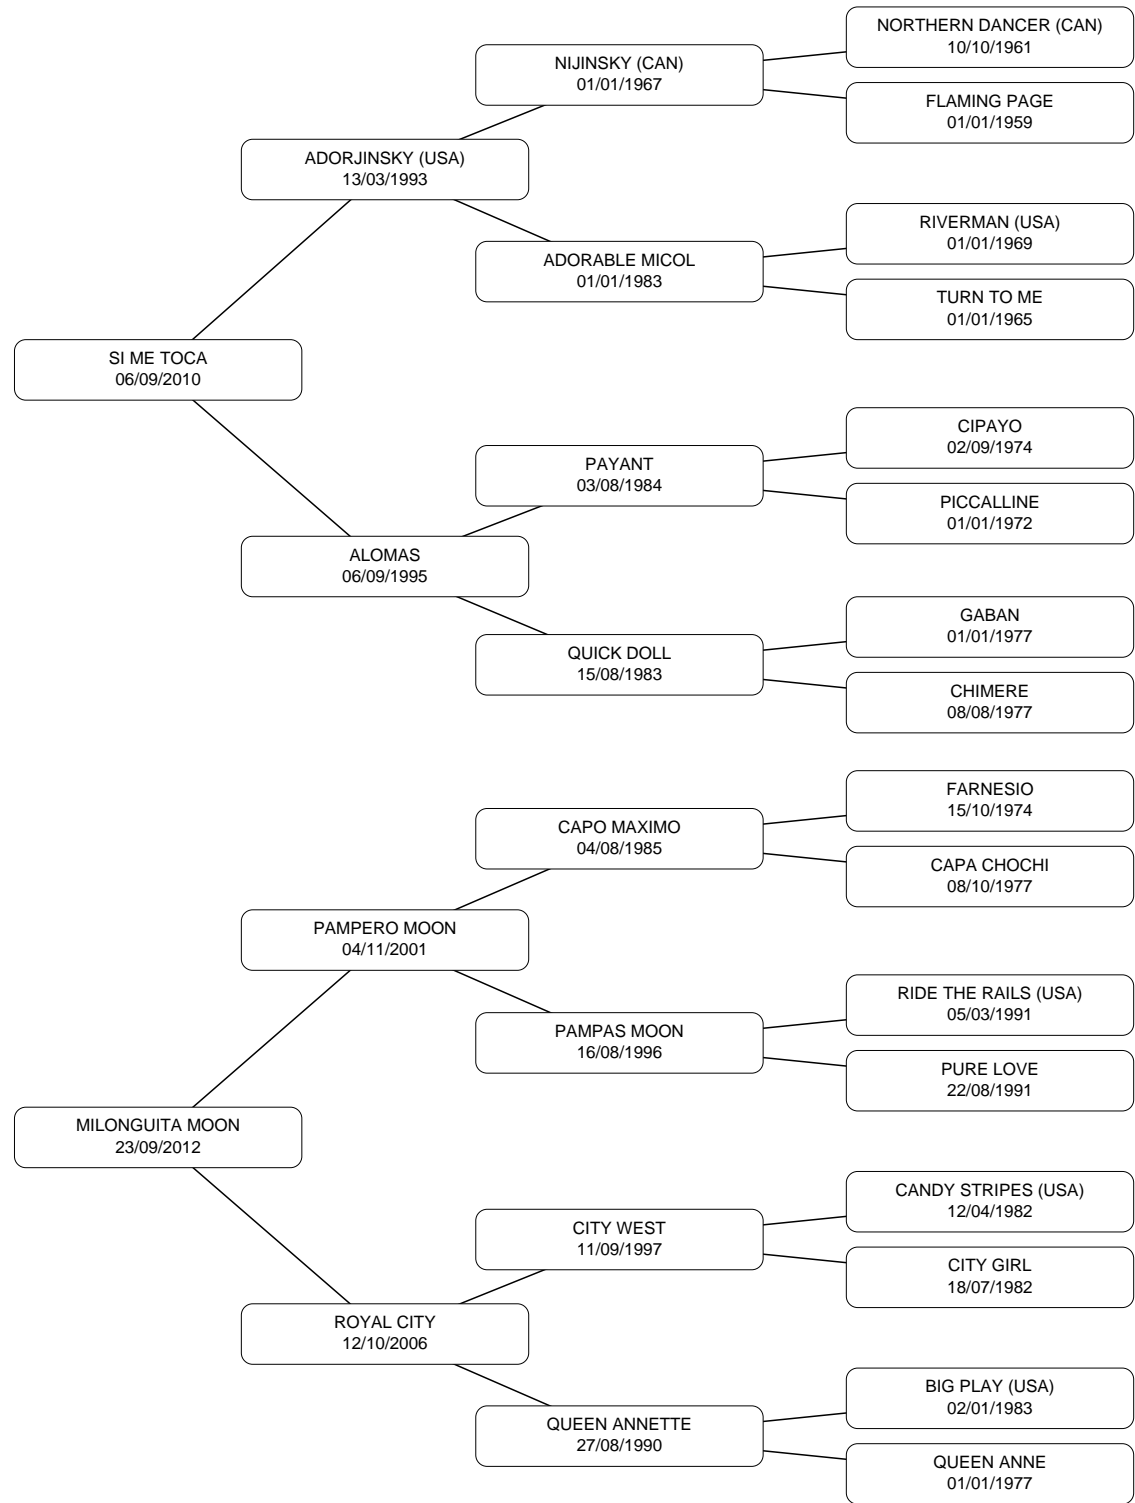 NORTHERN DANCER (CAN)
10/10/1961
NIJINSKY (CAN)
01/01/1967
FLAMING PAGE
01/01/1959
ADORJINSKY (USA)
13/03/1993
RIVERMAN (USA)
01/01/1969
ADORABLE MICOL
01/01/1983
TURN TO ME
01/01/1965
SI ME TOCA
06/09/2010
CIPAYO
02/09/1974
PAYANT
03/08/1984
PICCALLINE
01/01/1972
ALOMAS
06/09/1995
GABAN
01/01/1977
QUICK DOLL
15/08/1983
CHIMERE
08/08/1977
FARNESIO
15/10/1974
CAPO MAXIMO
04/08/1985
CAPA CHOCHI
08/10/1977
PAMPERO MOON
04/11/2001
RIDE THE RAILS (USA)
05/03/1991
PAMPAS MOON
16/08/1996
PURE LOVE
22/08/1991
MILONGUITA MOON
23/09/2012
CANDY STRIPES (USA)
12/04/1982
CITY WEST
11/09/1997
CITY GIRL
18/07/1982
ROYAL CITY
12/10/2006
BIG PLAY (USA)
02/01/1983
QUEEN ANNETTE
27/08/1990
QUEEN ANNE
01/01/1977